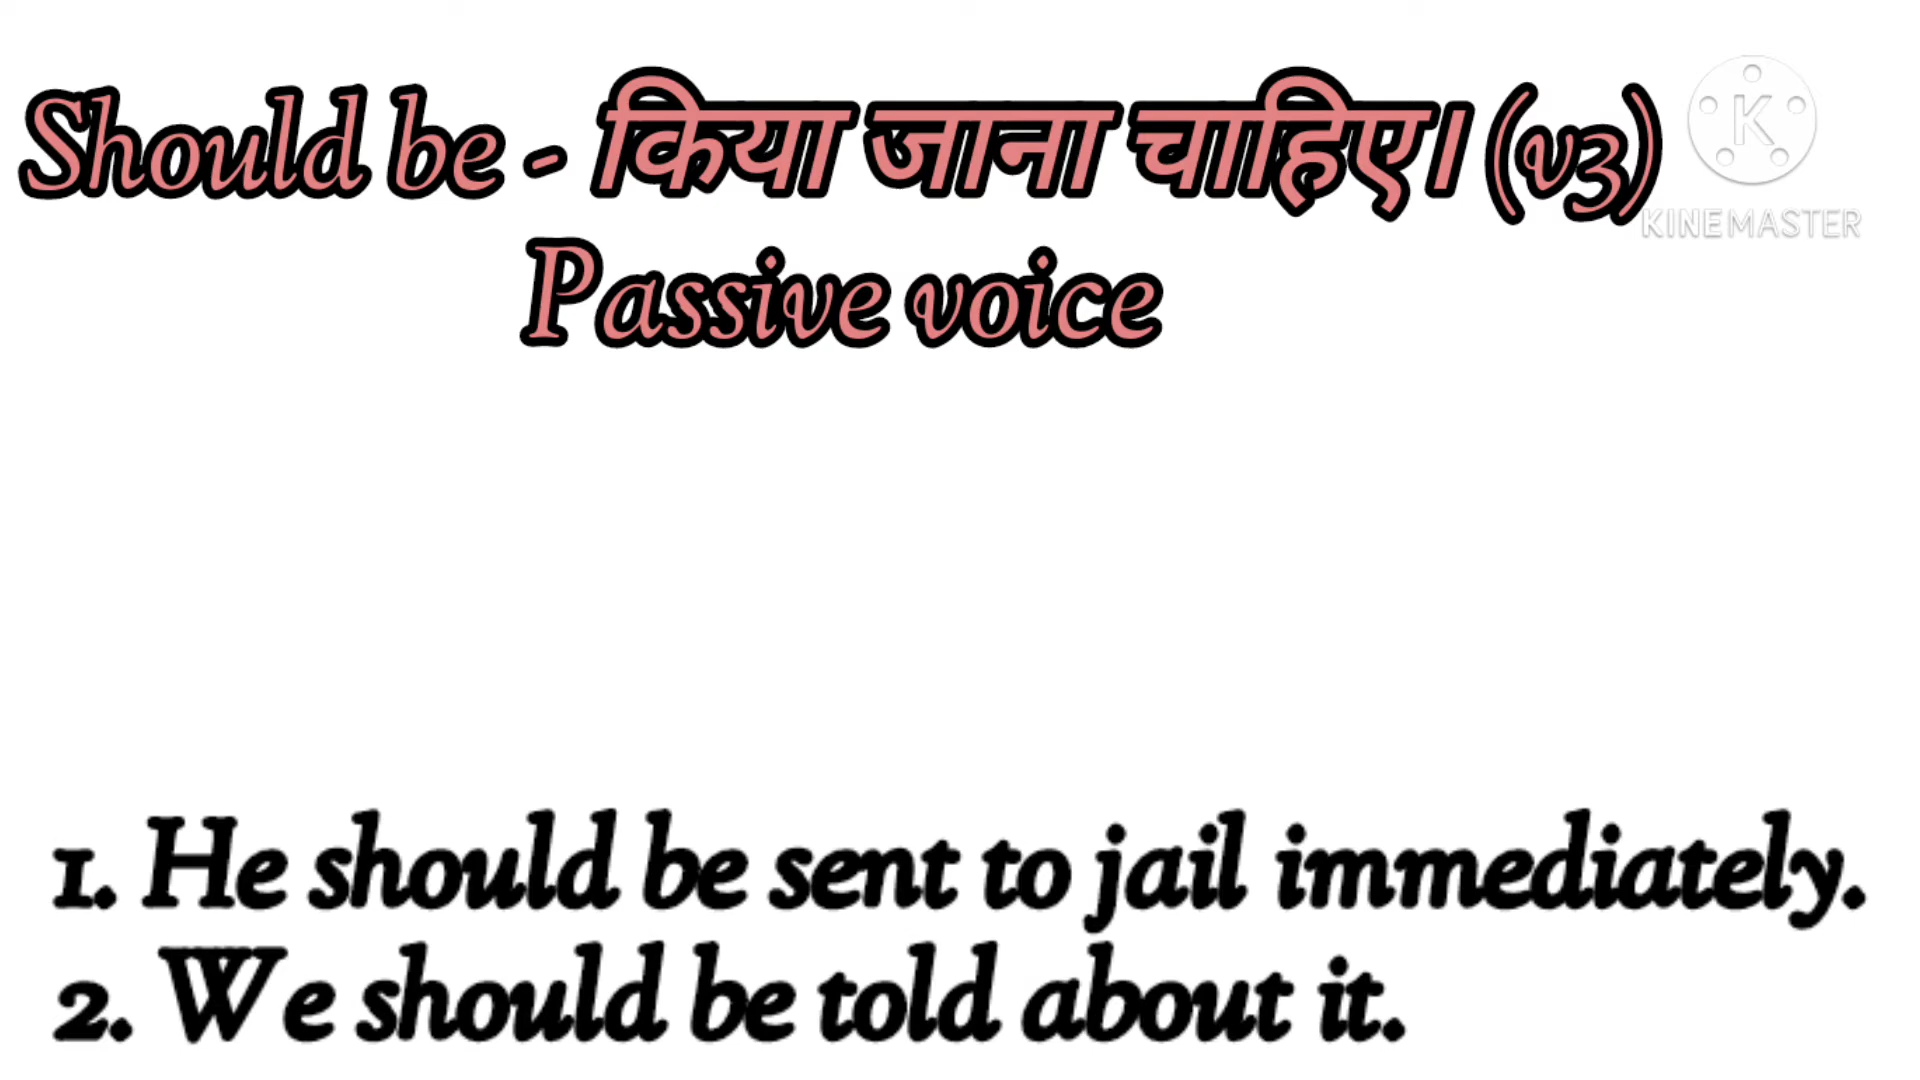 Should be - किया जाना चाहिए। (v3)
KINEMASTER
Passive voice
1. He should be sent to jail immediately.
2. We should be told about it.